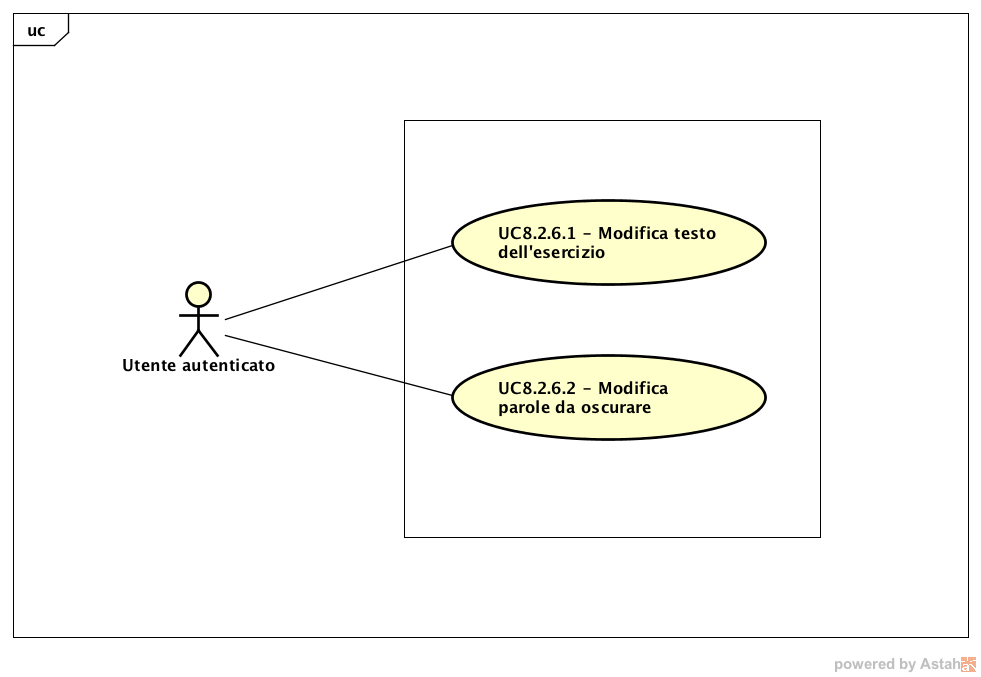 uc
UC8.2.6.1 - Modifica testo
dell'esercizio
Utente autenticato
UC8.2.6.2 - Modifica
parole da oscurare
powered by Astah